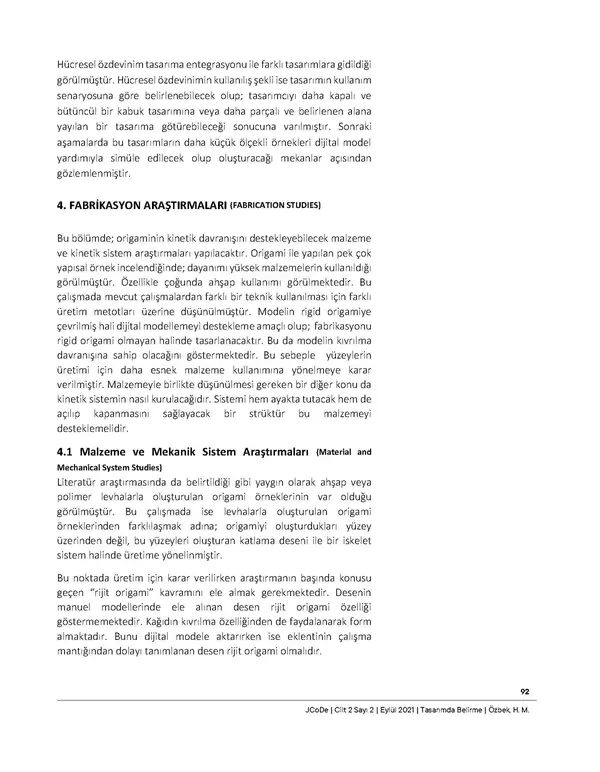 Hücresel özdevinim tasarıma entegrasyonu ile farklı tasarımlara gidildiği
görülmüştür. Hücresel özdevinimin kullanılış şekli ise tasarımın kullanım
senaryosuna göre belirlenebilecek olup; tasarımcıyı daha kapalı ve
bütüncül bir kabuk tasarımına veya daha parçalı ve belirlenen alana
yayılan bir tasarıma götürebileceği sonucuna varılmıştır. Sonraki
aşamalarda bu tasarımların daha küçük ölçekli örnekleri dijital model
yardımıyla simüle edilecek olup oluşturacağı mekanlar açısından
gözlemlenmiştir.
4. FABRİKASYON ARAŞTIRMALARI (FABRICATION STUDIES)
Bu bölümde; origaminin kinetik davranışını destekleyebilecek malzeme
ve kinetik sistem araştırmaları yapılacaktır. Origami ile yapılan pek çok
yapısal örnek incelendiğinde; dayanımı yüksek malzemelerin kullanıldığı
görülmüştür. Özellikle çoğunda ahşap kullanımı görülmektedir. Bu
çalışmada mevcut çalışmalardan farklı bir teknik kullanılması için farklı
üretim metotları üzerine düşünülmüştür. Modelin rigid origamiye
çevrilmiş hali dijital modellemeyi destekleme amaçlı olup; fabrikasyonu
rigid origami olmayan halinde tasarlanacaktır. Bu da modelin kıvrılma
davranışına sahip olacağını göstermektedir. Bu sebeple yüzeylerin
üretimi için daha esnek malzeme kullanımına yönelmeye karar
verilmiştir. Malzemeyle birlikte düşünülmesi gereken bir diğer konu da
kinetik sistemin nasıl kurulacağıdır. Sistemi hem ayakta tutacak hem de
açılıp kapanmasını sağlayacak bir strüktür bu malzemeyi
desteklemelidir.
4.1 Malzeme ve Mekanik Sistem Araştırmaları (Material and
Mechanical System Studies)
Literatür araştırmasında da belirtildiği gibi yaygın olarak ahşap veya
polimer levhalarla oluşturulan origami örneklerinin var olduğu
görülmüştür. Bu çalışmada ise levhalarla oluşturulan origami
örneklerinden farklılaşmak adına; origamiyi oluşturdukları yüzey
üzerinden değil, bu yüzeyleri oluşturan katlama deseni ile bir iskelet
sistem halinde üretime yönelinmiştir.
Bu noktada üretim için karar verilirken araştırmanın başında konusu
geçen “rijit origami” kavramını ele almak gerekmektedir. Desenin
manuel modellerinde ele alınan desen rijit origami özelliği
göstermemektedir. Kağıdın kıvrılma özelliğinden de faydalanarak form
almaktadır. Bunu dijital modele aktarırken ise eklentinin çalışma
mantığından dolayı tanımlanan desen rijit origami olmalıdır.
92
JCoDe | Cilt 2 Sayı 2 | Eylül 2021 | Tasarımda Belirme | Özbek, H. M.